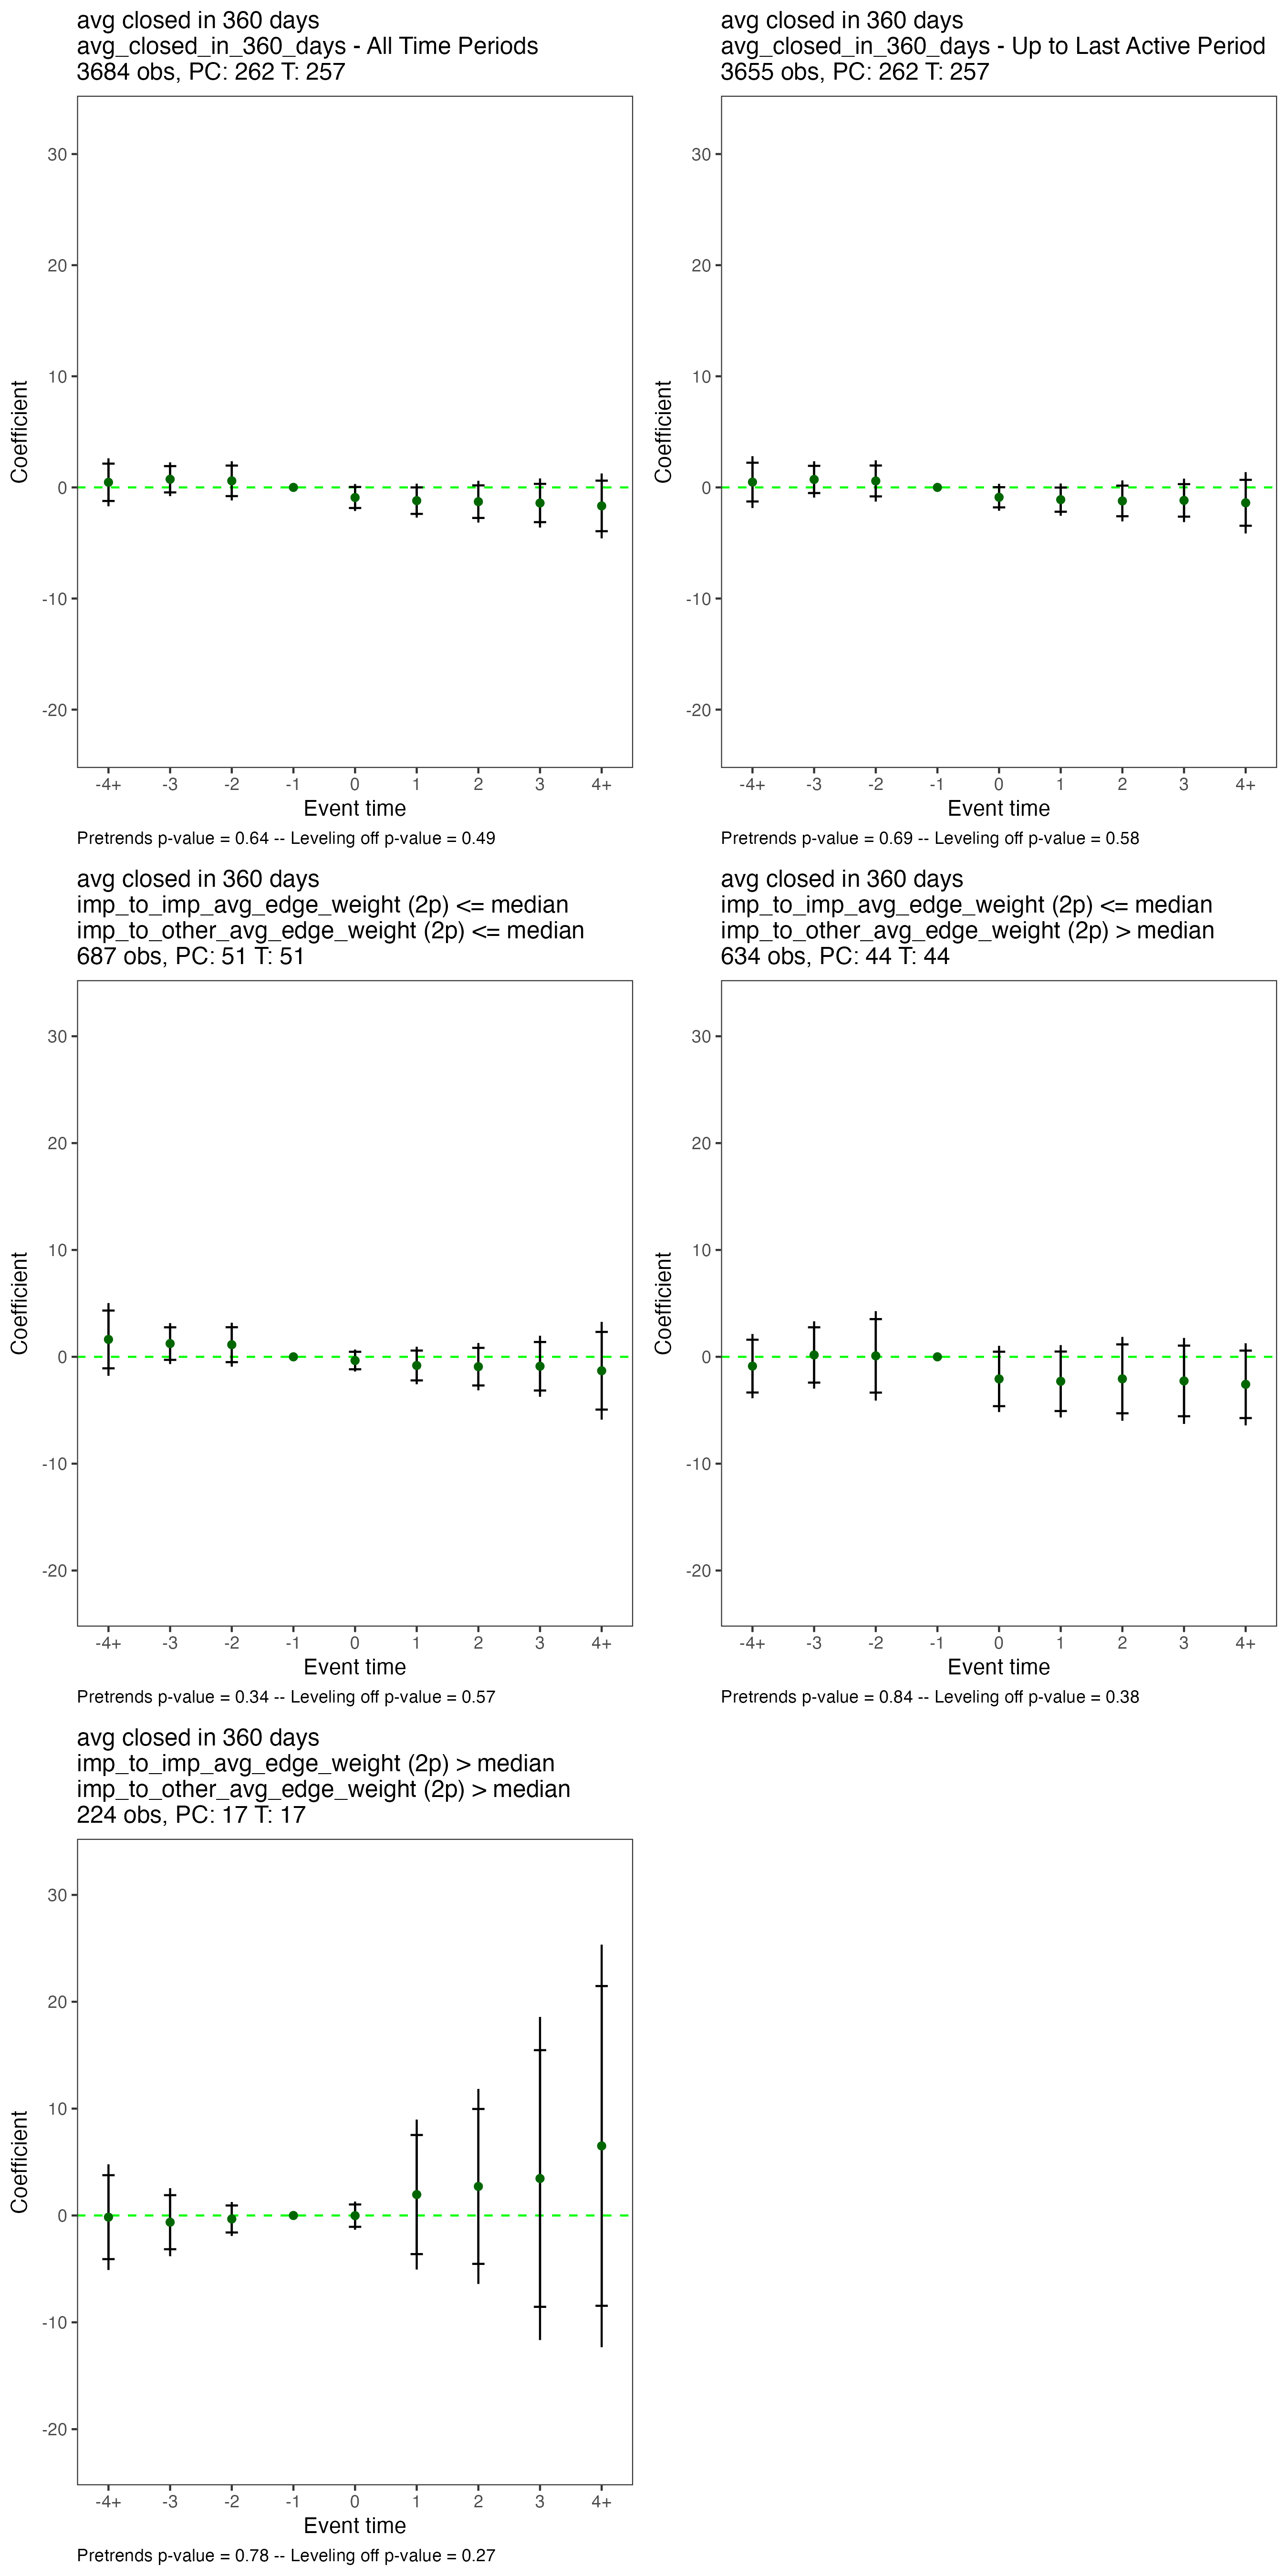 avg closed in 360 days
avg_closed_in_360_days - All Time Periods
3684 obs, PC: 262 T: 257
Coefficient
30
20
10
0
-10
-20
-4+ -3 -2 -1 0 1 2 3 4+
Event time
Pretrends p-value = 0.64 -- Leveling off p-value = 0.49
avg closed in 360 days
avg_closed_in_360_days - Up to Last Active Period
3655 obs, PC: 262 T: 257
Coefficient
30
20
10
0
-10
-20
-4+ -3 -2 -1 0 1 2 3 4+
Event time
Pretrends p-value = 0.69 -- Leveling off p-value = 0.58
avg closed in 360 days
imp_to_imp_avg_edge_weight (2p) <= median
imp_to_other_avg_edge_weight (2p) <= median
687 obs, PC: 51 T: 51
Coefficient
30
20
10
0
-10
-20
-4+ -3 -2 -1 0 1 2 3 4+
Event time
Pretrends p-value = 0.34 -- Leveling off p-value = 0.57
avg closed in 360 days
imp_to_imp_avg_edge_weight (2p) <= median
imp_to_other_avg_edge_weight (2p) > median
634 obs, PC: 44 T: 44
Coefficient
30
20
10
0
-10
-20
-4+ -3 -2 -1 0 1 2 3 4+
Event time
Pretrends p-value = 0.84 -- Leveling off p-value = 0.38
avg closed in 360 days
imp_to_imp_avg_edge_weight (2p) > median
imp_to_other_avg_edge_weight (2p) > median
224 obs, PC: 17 T: 17
Coefficient
30
20
10
0
-10
-20
-4+ -3 -2 -1 0 1 2 3 4+
Event time
Pretrends p-value = 0.78 -- Leveling off p-value = 0.27